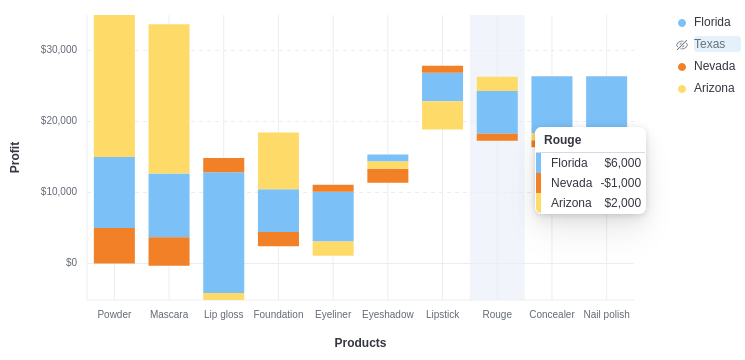 Profit
$30,000
$20,000
$10,000
$0
Powder
Mascara
Lip gloss
Foundation
Eyeliner
Eyeshadow
Lipstick
Rouge
Concealer
Nail polish
Products
Florida
Texas
Nevada
Arizona
Rouge
Florida $6,000
Nevada -$1,000
Arizona $2,000